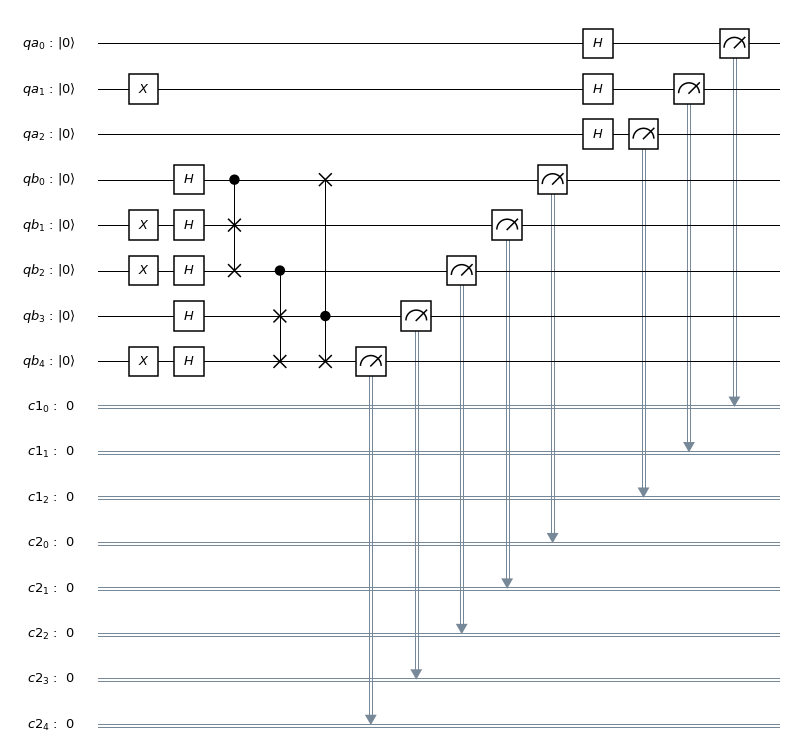 qa₀ : |0⟩ H
qa₁ : |0⟩ X H
qa₂ : |0⟩ H
qb₀ : |0⟩ H
qb₁ : |0⟩ X H
qb₂ : |0⟩ X H
qb₃ : |0⟩ H
qb₄ : |0⟩ X H
c1₀ : 0
c1₁ : 0
c1₂ : 0
c2₀ : 0
c2₁ : 0
c2₂ : 0
c2₃ : 0
c2₄ : 0